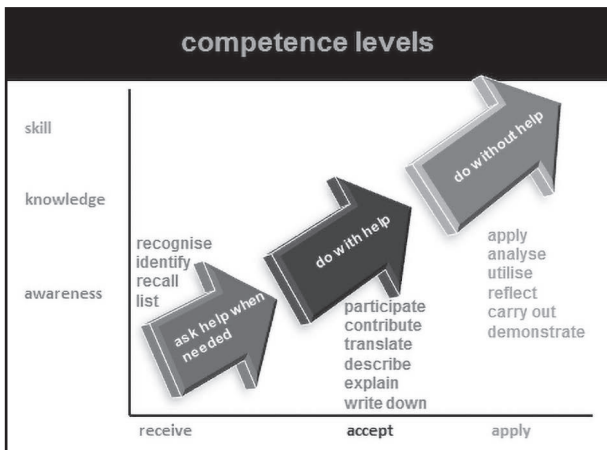 competence levels
skill
knowledge
awareness
recognise
identify
recall
list
ask help when
needed
do with help
participate
contribute
translate
describe
explain
write down
do without help
apply
analyse
utilise
reflect
carry out
demonstrate
receive
accept
apply